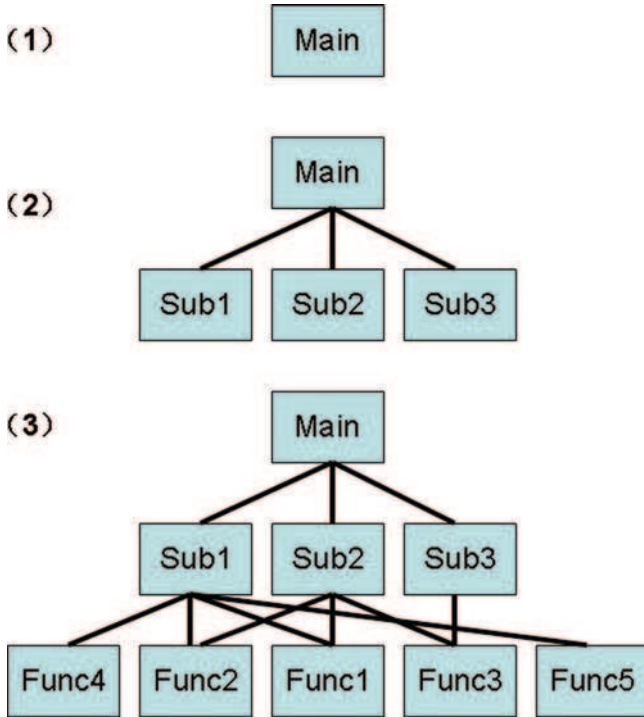 (1)
Main
(2)
Main
Sub1 Sub2 Sub3
(3)
Main
Sub1 Sub2 Sub3
Func4 Func2 Func1 Func3 Func5